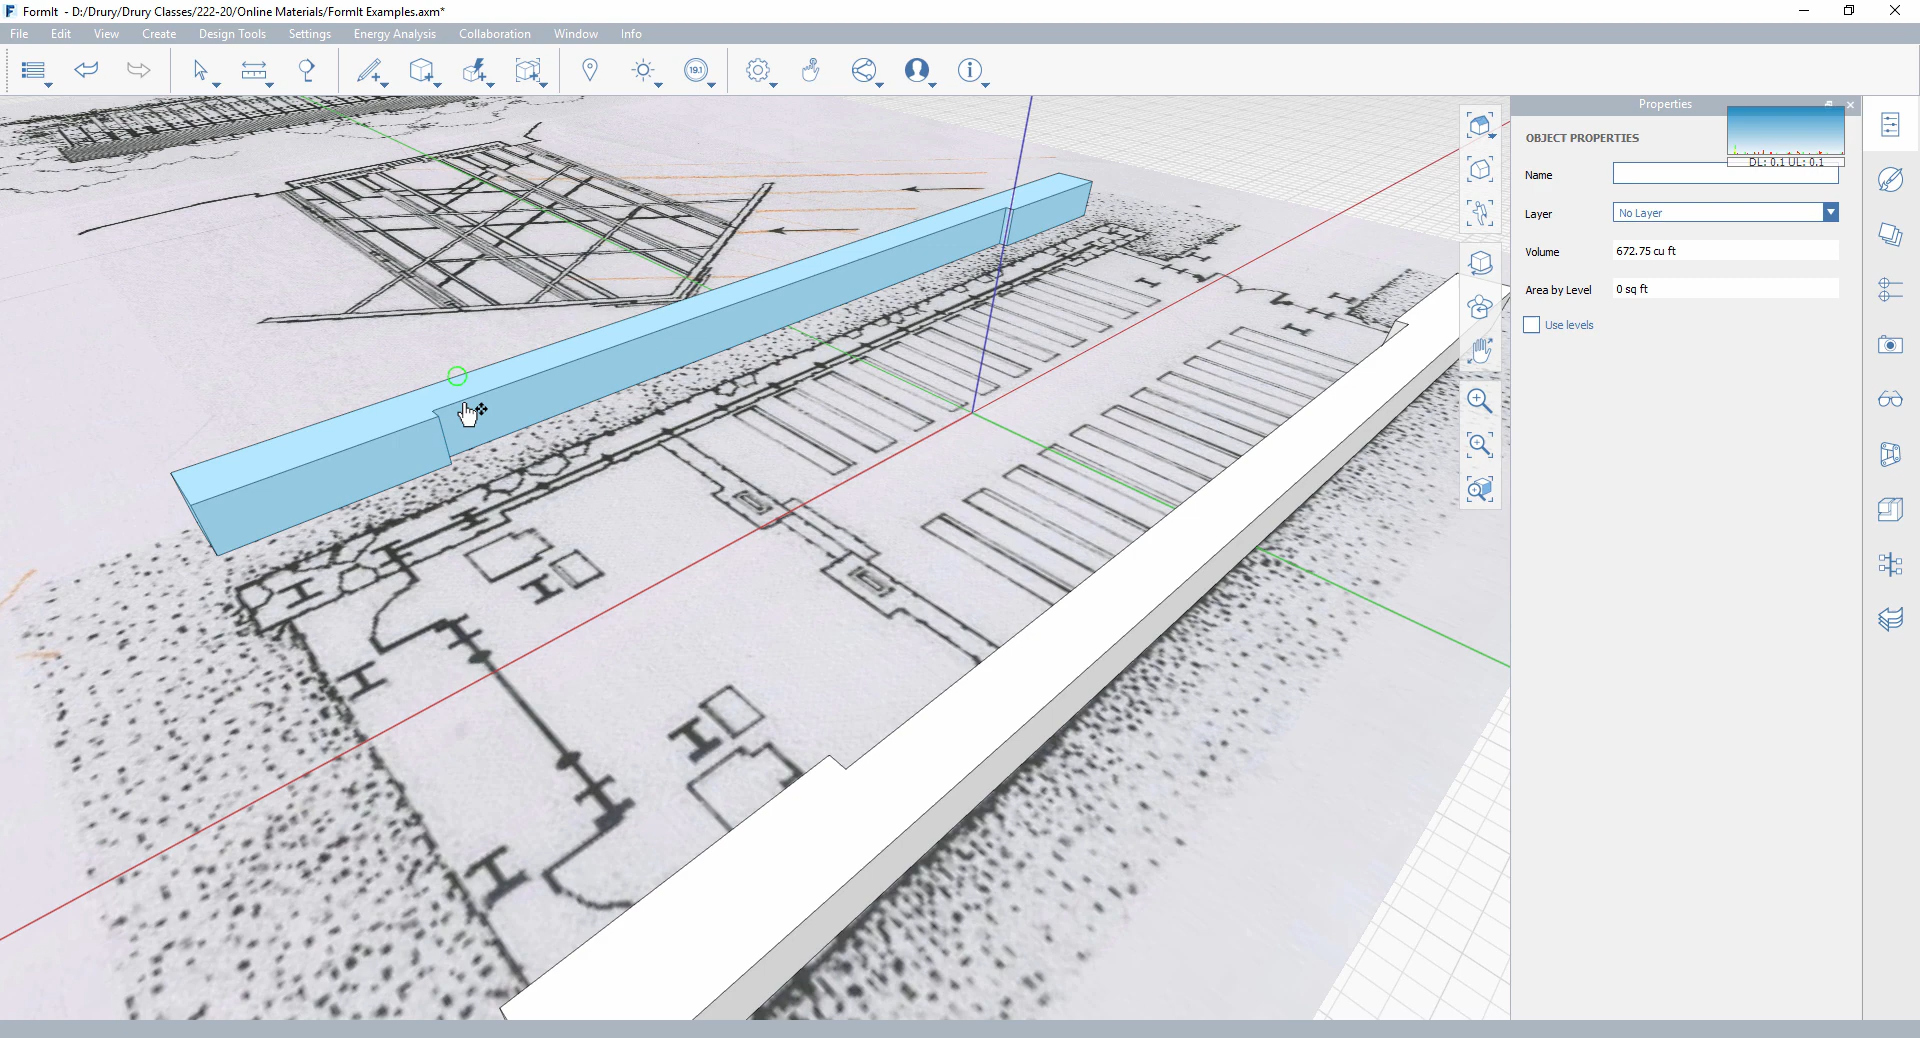 FormIt - D:/Drury/Drury Classes/222-20/Online Materials/FormIt Examples.axm*
File Edit View Create Design Tools Settings Energy Analysis Collaboration Window Info
19.1
Properties
OBJECT PROPERTIES
DL: 0.1 UL: 0.1
Name
Layer No Layer
Volume 672.75 cu ft
Area by Level 0 sq ft
Use levels